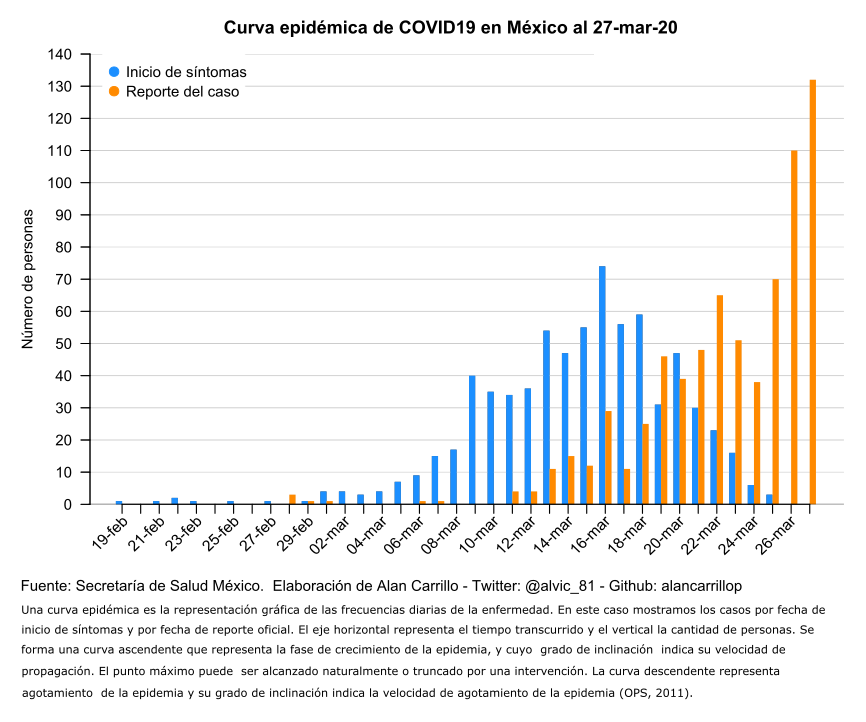 Curva epidémica de COVID19 en México al 27-mar-20
Inicio de síntomas
Reporte del caso
Número de personas
140
130
120
110
100
90
80
70
60
50
40
30
20
10
0
19-feb
21-feb
23-feb
25-feb
27-feb
29-feb
02-mar
04-mar
06-mar
08-mar
10-mar
12-mar
14-mar
16-mar
18-mar
20-mar
22-mar
24-mar
26-mar
Fuente: Secretaría de Salud México.  Elaboración de Alan Carrillo - Twitter: @alvic_81 - Github: alancarrillop
Una curva epidémica es la representación gráfica de las frecuencias diarias de la enfermedad. En este caso mostramos los casos por fecha de
inicio de síntomas y por fecha de reporte oficial. El eje horizontal representa el tiempo transcurrido y el vertical la cantidad de personas. Se
forma una curva ascendente que representa la fase de crecimiento de la epidemia, y cuyo  grado de inclinación  indica su velocidad de
propagación. El punto máximo puede  ser alcanzado naturalmente o truncado por una intervención. La curva descendente representa
agotamiento  de la epidemia y su grado de inclinación indica la velocidad de agotamiento de la epidemia (OPS, 2011).